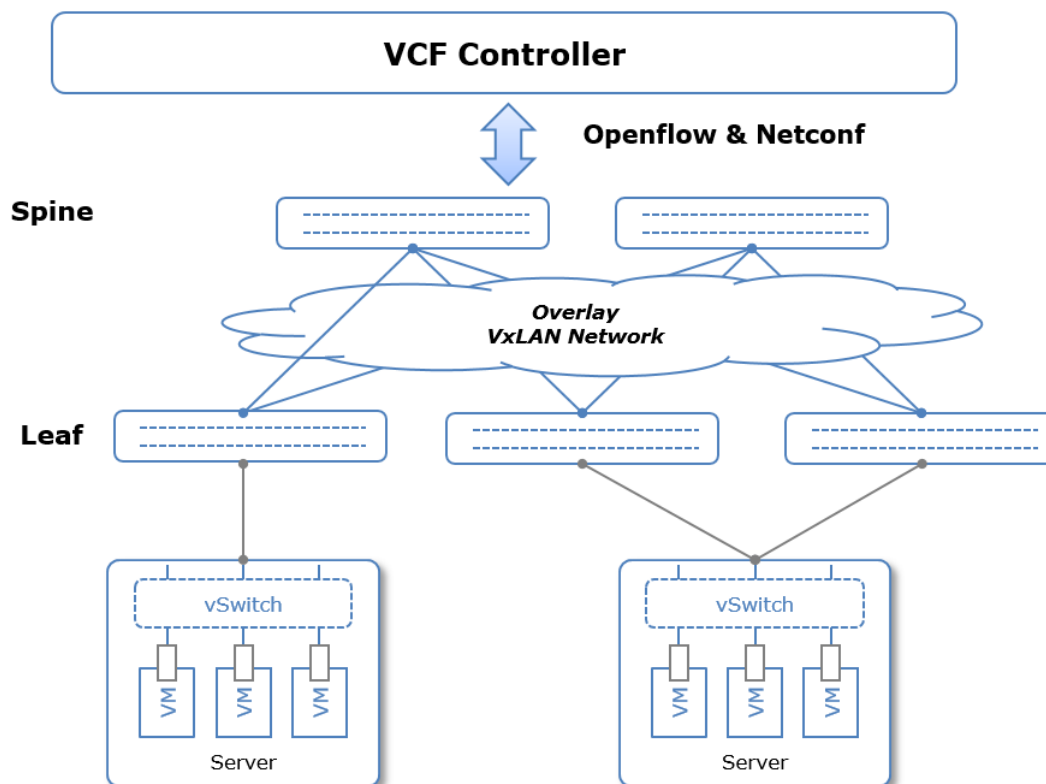 VCF Controller
Openflow & Netconf
Spine
Overlay
VxLAN Network
Leaf
vSwitch
vSwitch
VM
VM
VM
VM
VM
VM
Server
Server